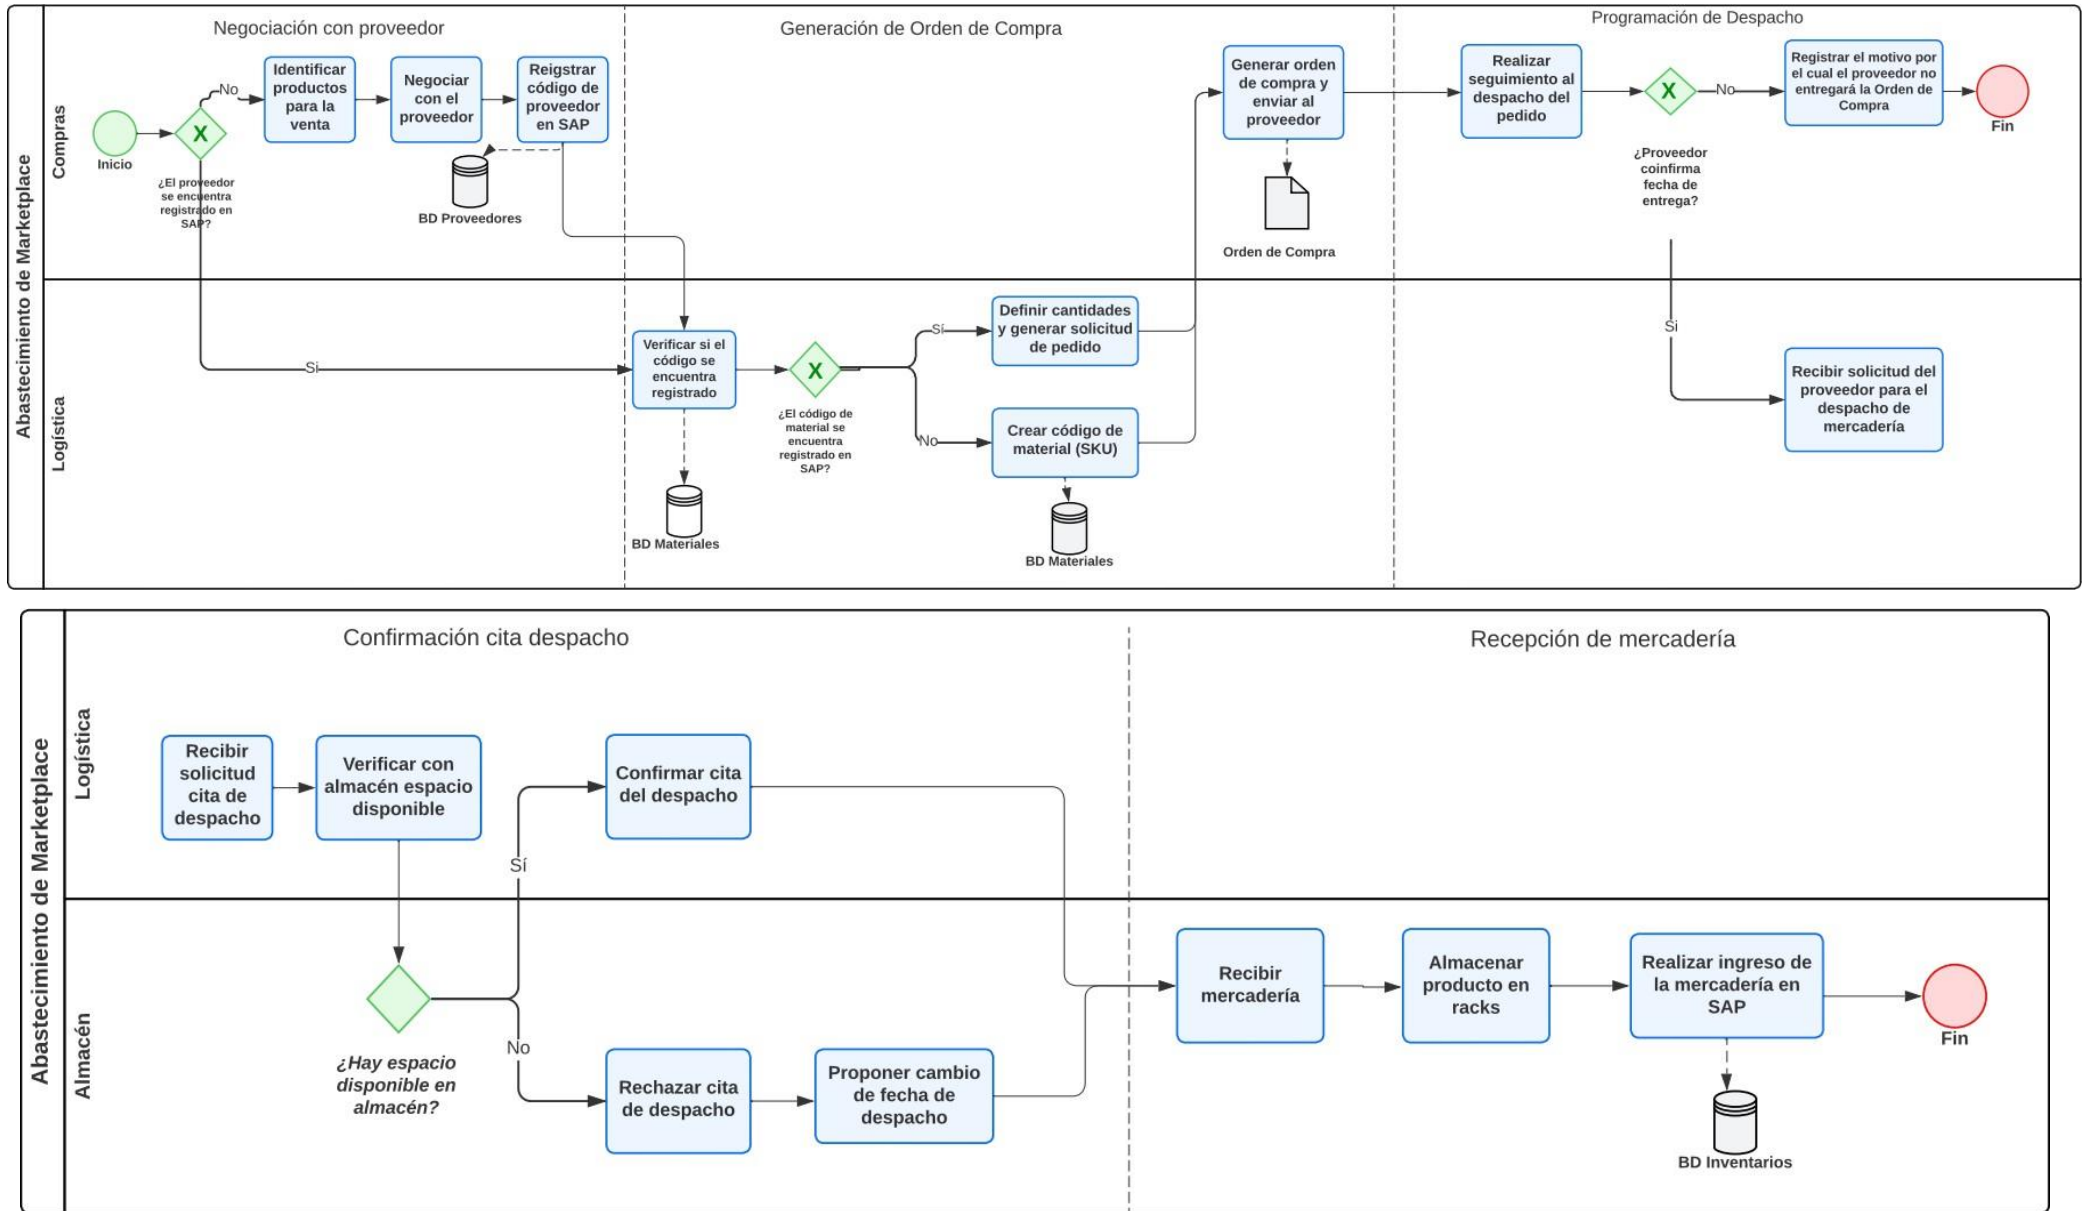 Negociación con proveedor
Generación de Orden de Compra
Programación de Despacho
Abastecimiento de Marketplace
Compras
Inicio
X
¿El proveedor
se encuentra
registrado en
SAP?
No
Identificar
productos
para la
venta
Negociar
con el
proveedor
Reigstrar
código de
proveedor
en SAP
BD Proveedores
Generar orden
de compra y
enviar al
proveedor
Orden de Compra
Realizar
seguimiento al
despacho del
pedido
X
¿Proveedor
coinfirma
fecha de
entrega?
No
Registrar el motivo por
el cual el proveedor no
entregará la Orden de
Compra
Fin
Logística
Si
Verificar si el
código se
encuentra
registrado
BD Materiales
X
¿El código de
material se
encuentra
registrado en
SAP?
Sí
Definir cantidades
y generar solicitud
de pedido
No
Crear código de
material (SKU)
BD Materiales
Si
Recibir solicitud del
proveedor para el
despacho de
mercadería
Confirmación cita despacho
Recepción de mercadería
Abastecimiento de Marketplace
Logística
Recibir
solicitud
cita de
despacho
Verificar con
almacén espacio
disponible
Sí
Confirmar cita
del despacho
Almacén
¿Hay espacio
disponible en
almacén?
No
Rechazar cita
de despacho
Proponer cambio
de fecha de
despacho
Recibir
mercadería
Almacenar
producto en
racks
Realizar ingreso de
la mercadería en
SAP
BD Inventarios
Fin